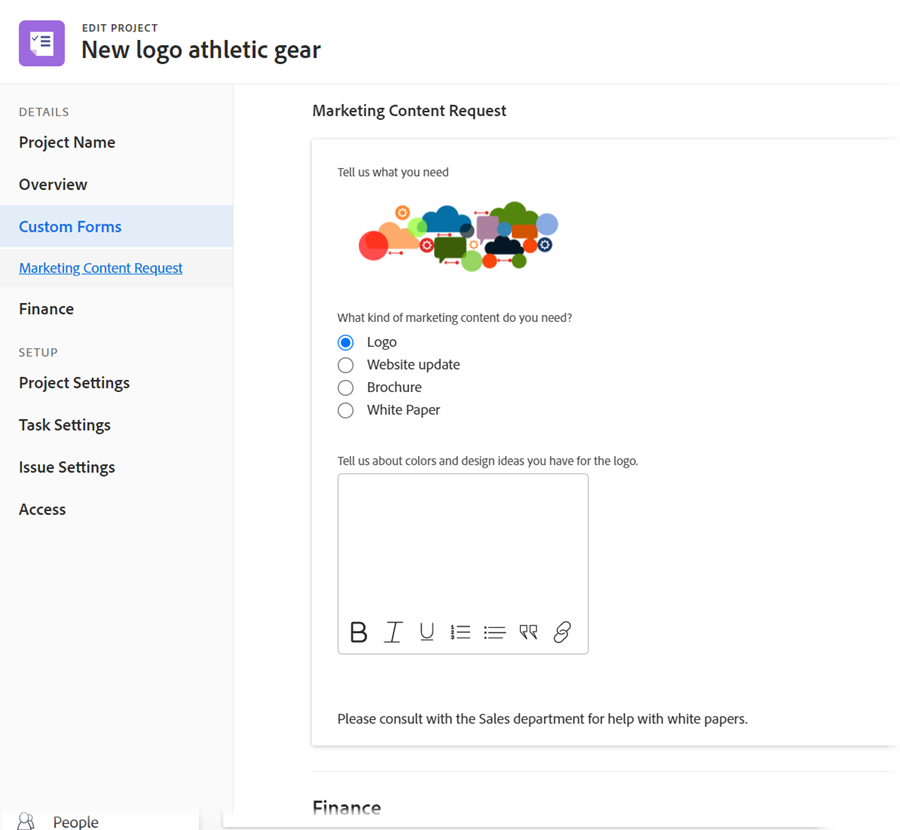 EDIT PROJECT
New logo athletic gear
DETAILS
Project Name
Overview
Custom Forms
Marketing Content Request
Finance
SETUP
Project Settings
Task Settings
Issue Settings
Access
People
Marketing Content Request
Tell us what you need
What kind of marketing content do you need?
Logo
Website update
Brochure
White Paper
Tell us about colors and design ideas you have for the logo.
Please consult with the Sales department for help with white papers.
Finance